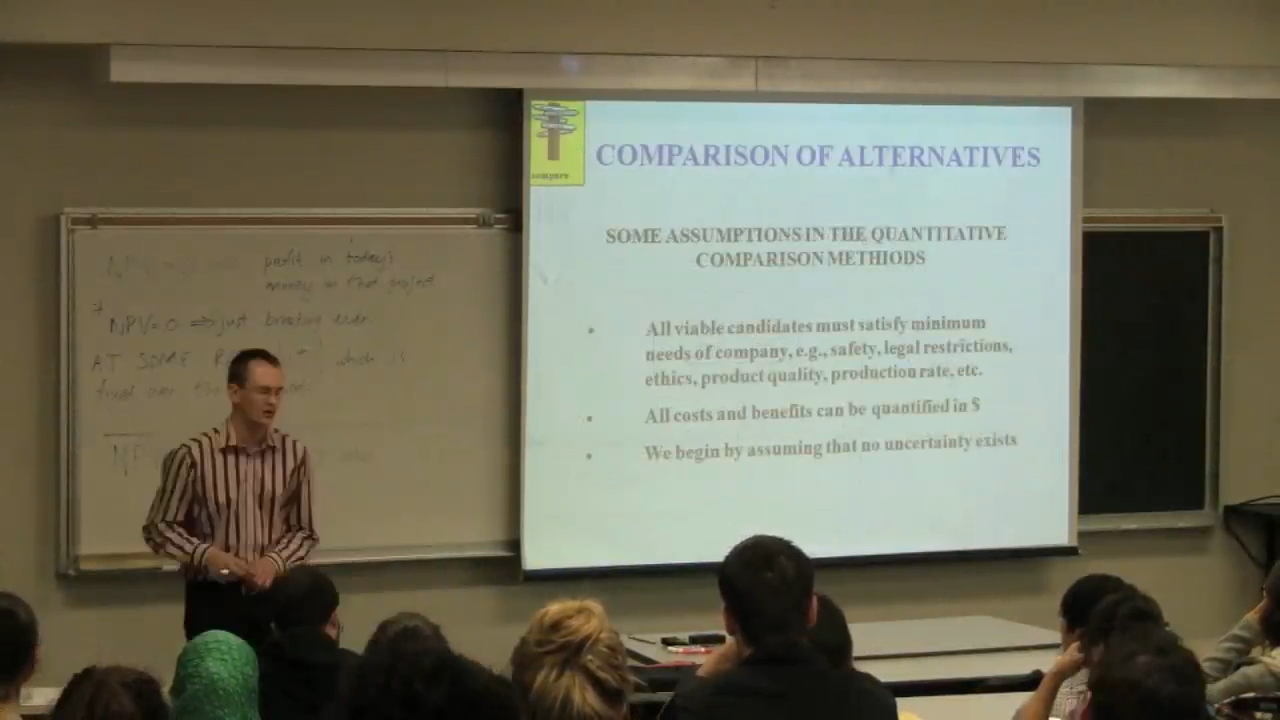 profit in today's
money in that project
NPV=0 ⇒ just breaking even
AT SOME
which is
compare
COMPARISON OF ALTERNATIVES
SOME ASSUMPTIONS IN THE QUANTITATIVE
COMPARISON METHIODS
• All viable candidates must satisfy minimum
needs of company, e.g., safety, legal restrictions,
ethics, product quality, production rate, etc.
• All costs and benefits can be quantified in $
• We begin by assuming that no uncertainty exists